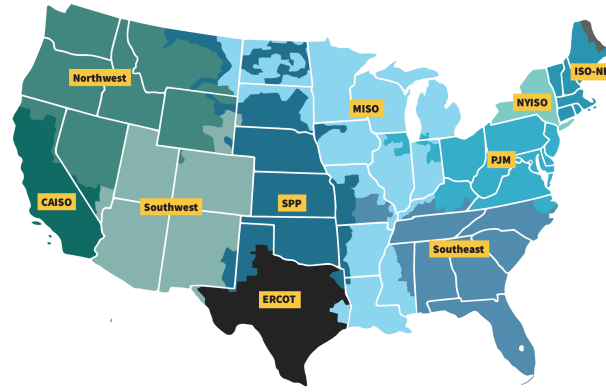 Northwest
MISO
ISO-NE
NYISO
PJM
CAISO
Southwest
SPP
Southeast
ERCOT